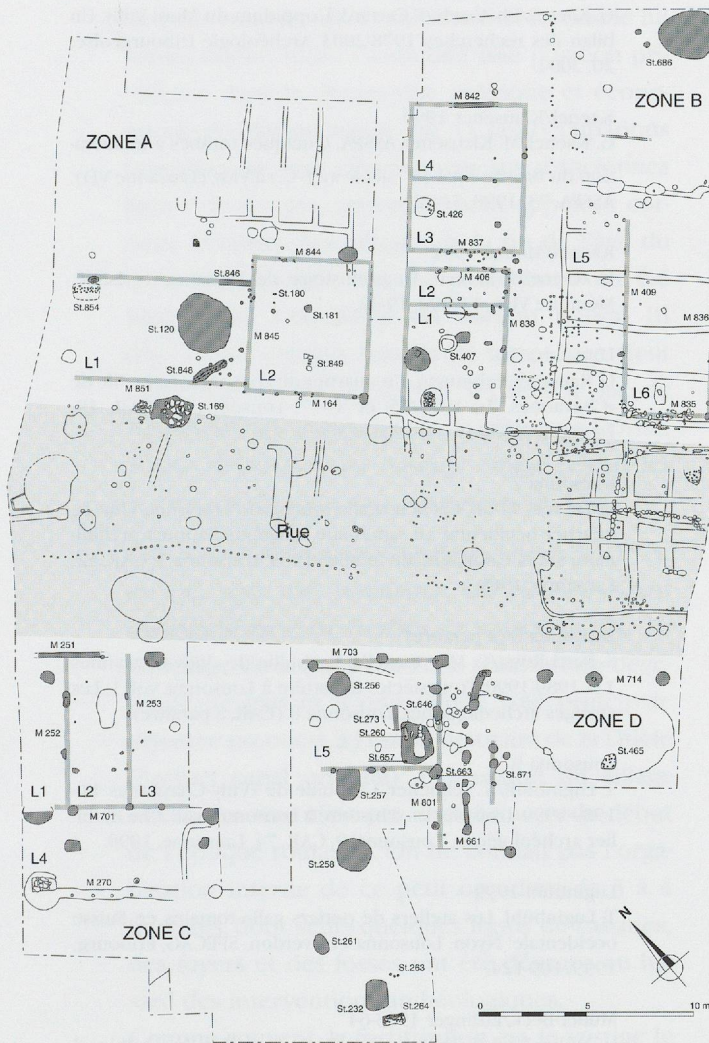 St.686
ZONE B
M 842
ZONE A
L4
St.426
L3
M 837
L5
M 844
St.846
St.180
M 406
L2
M 409
St.854
St.181
St.120
M 845
L1
M 838
M 836
St.848
St.849
St.407
L1
L2
L6
M 835
M 851
M 164
St.169
Rue
M 251
M 703
St.256
St.646
M 714
M 253
St.273
ZONE D
M 252
St.260
St.465
L5
St.657
L1
L2
L3
St.257
St.663
St.671
M 701
M 601
M 661
L4
St.258
M 270
ZONE C
St.261
N
St.263
St.232
St.264
0
5
10 m